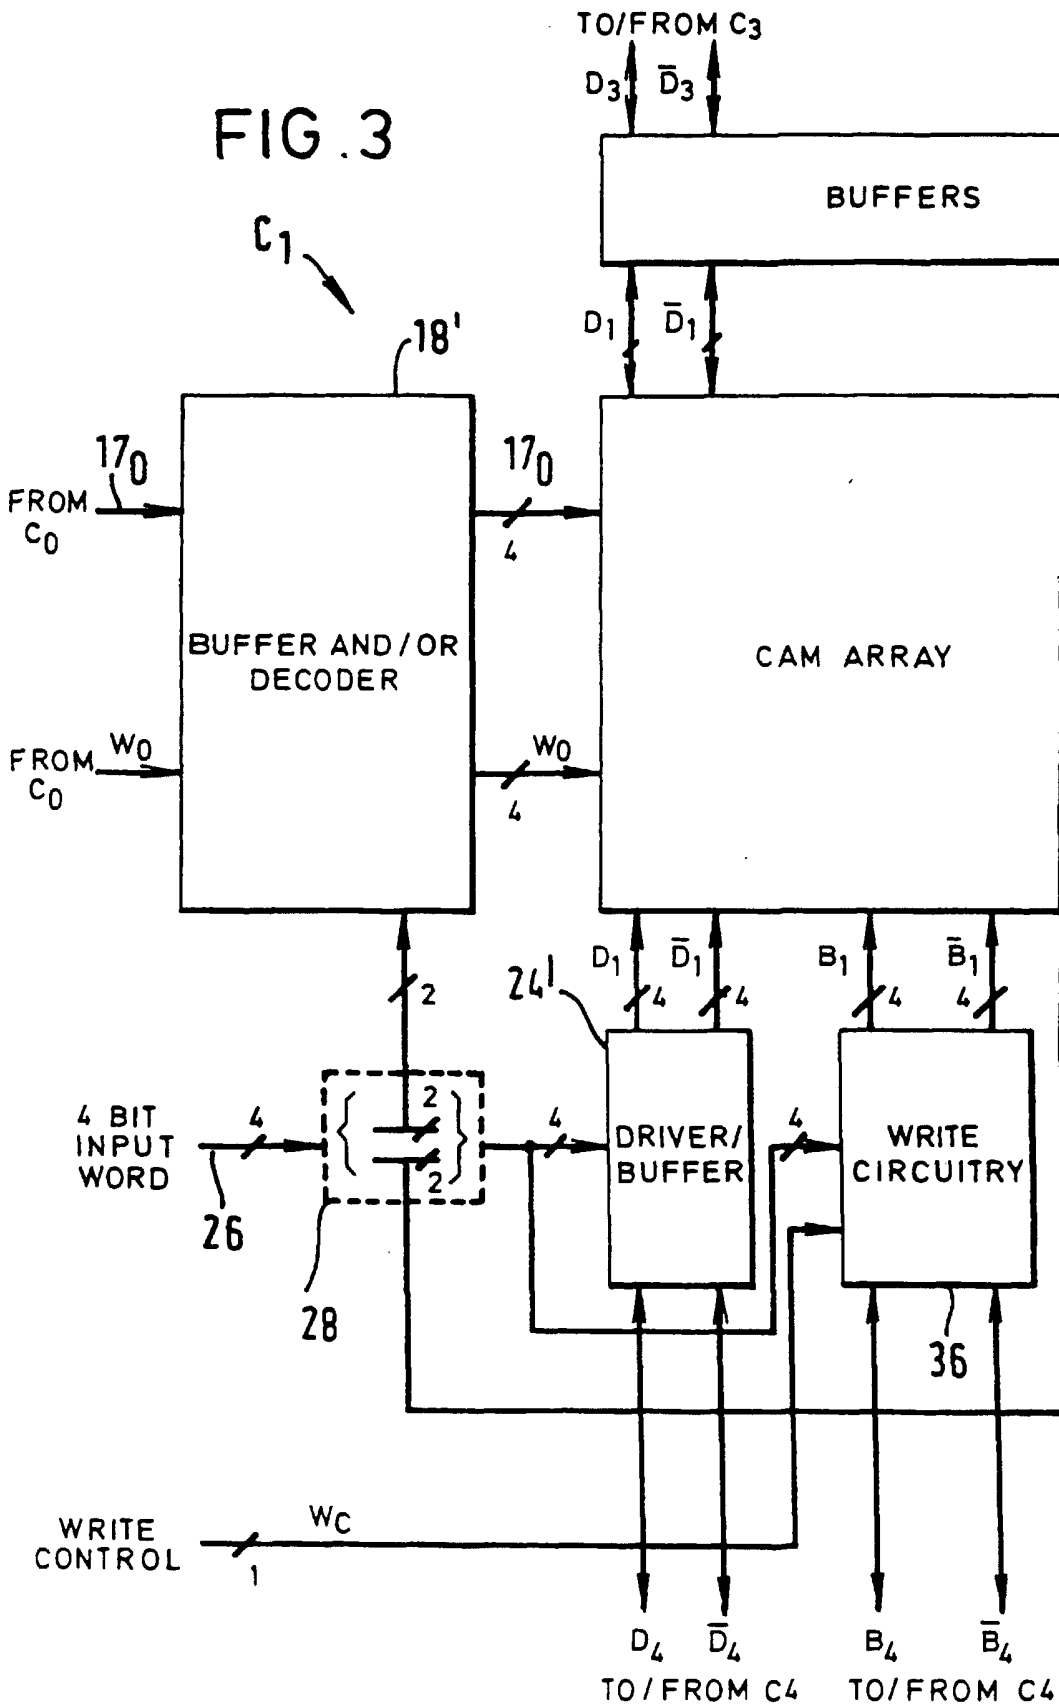 TO/FROM C3
D3 D̅3
FIG.3
BUFFERS
C1
D1 D̅1
18'
170
170
FROM
C0
4
BUFFER AND/OR
DECODER
CAM ARRAY
W0
W0
FROM
C0
4
D1 D̅1 B1 B̅1
24'
2
4 4 4 4
4 BIT
INPUT
WORD
4
2
2
4
DRIVER/
BUFFER
4
WRITE
CIRCUITRY
26
28
36
WRITE
CONTROL
WC
1
D4 D̅4 B4 B̅4
TO/FROM C4 TO/FROM C4